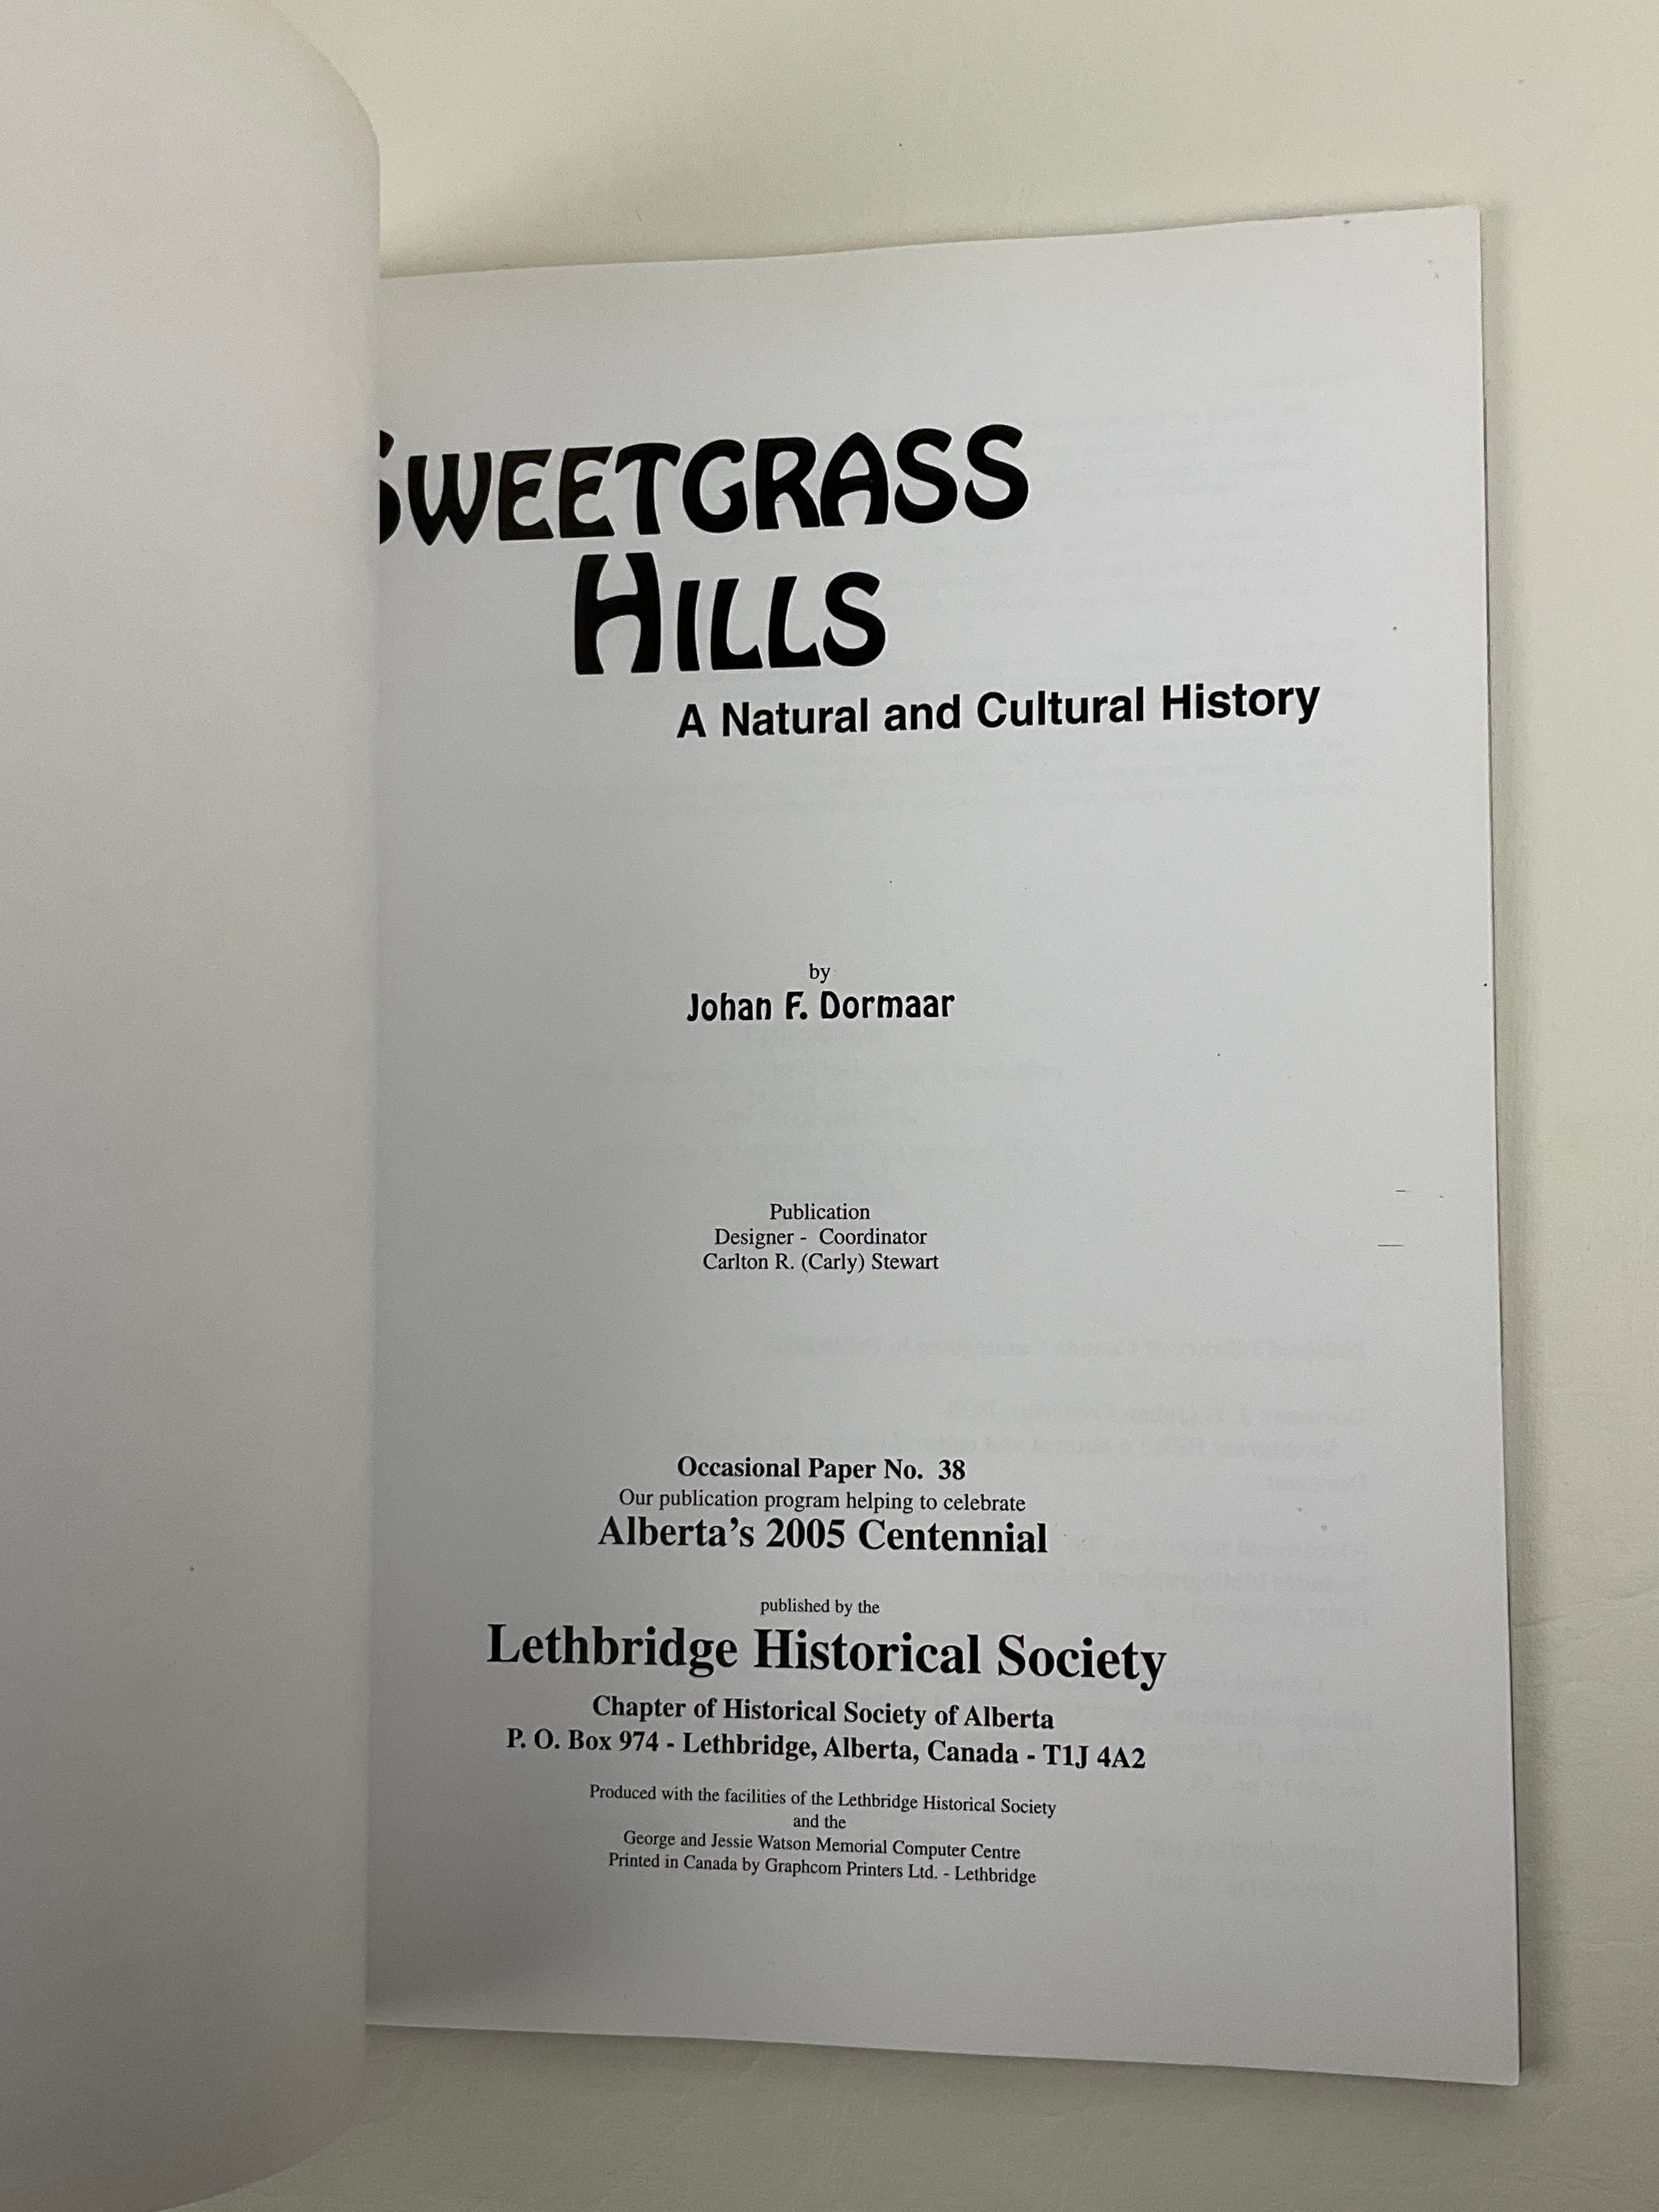 SWEETGRASS
HILLS
A Natural and Cultural History
by
Johan F. Dormaar
Publication
Designer - Coordinator
Carlton R. (Carly) Stewart
Occasional Paper No. 38
Our publication program helping to celebrate
Alberta's 2005 Centennial
published by the
Lethbridge Historical Society
Chapter of Historical Society of Alberta
P. O. Box 974 - Lethbridge, Alberta, Canada - T1J 4A2
Produced with the facilities of the Lethbridge Historical Society
and the
George and Jessie Watson Memorial Computer Centre
Printed in Canada by Graphcom Printers Ltd. - Lethbridge